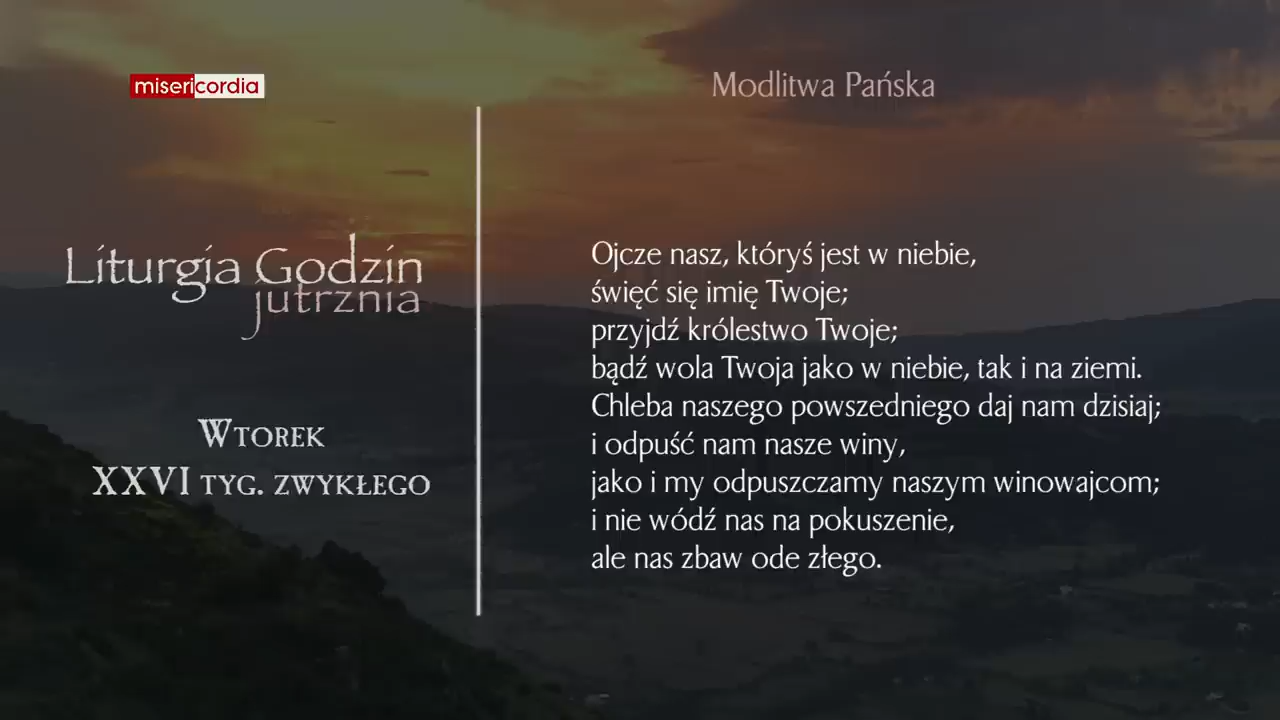 misericordia
Modlitwa Pańska
Liturgia Godzin
jutrznia
Wtorek
XXVI tyg. zwykłego
Ojcze nasz, któryś jest w niebie,
święć się imię Twoje;
przyjdź królestwo Twoje;
bądź wola Twoja jako w niebie, tak i na ziemi.
Chleba naszego powszedniego daj nam dzisiaj;
i odpuść nam nasze winy,
jako i my odpuszczamy naszym winowajcom;
i nie wódź nas na pokuszenie,
ale nas zbaw ode złego.